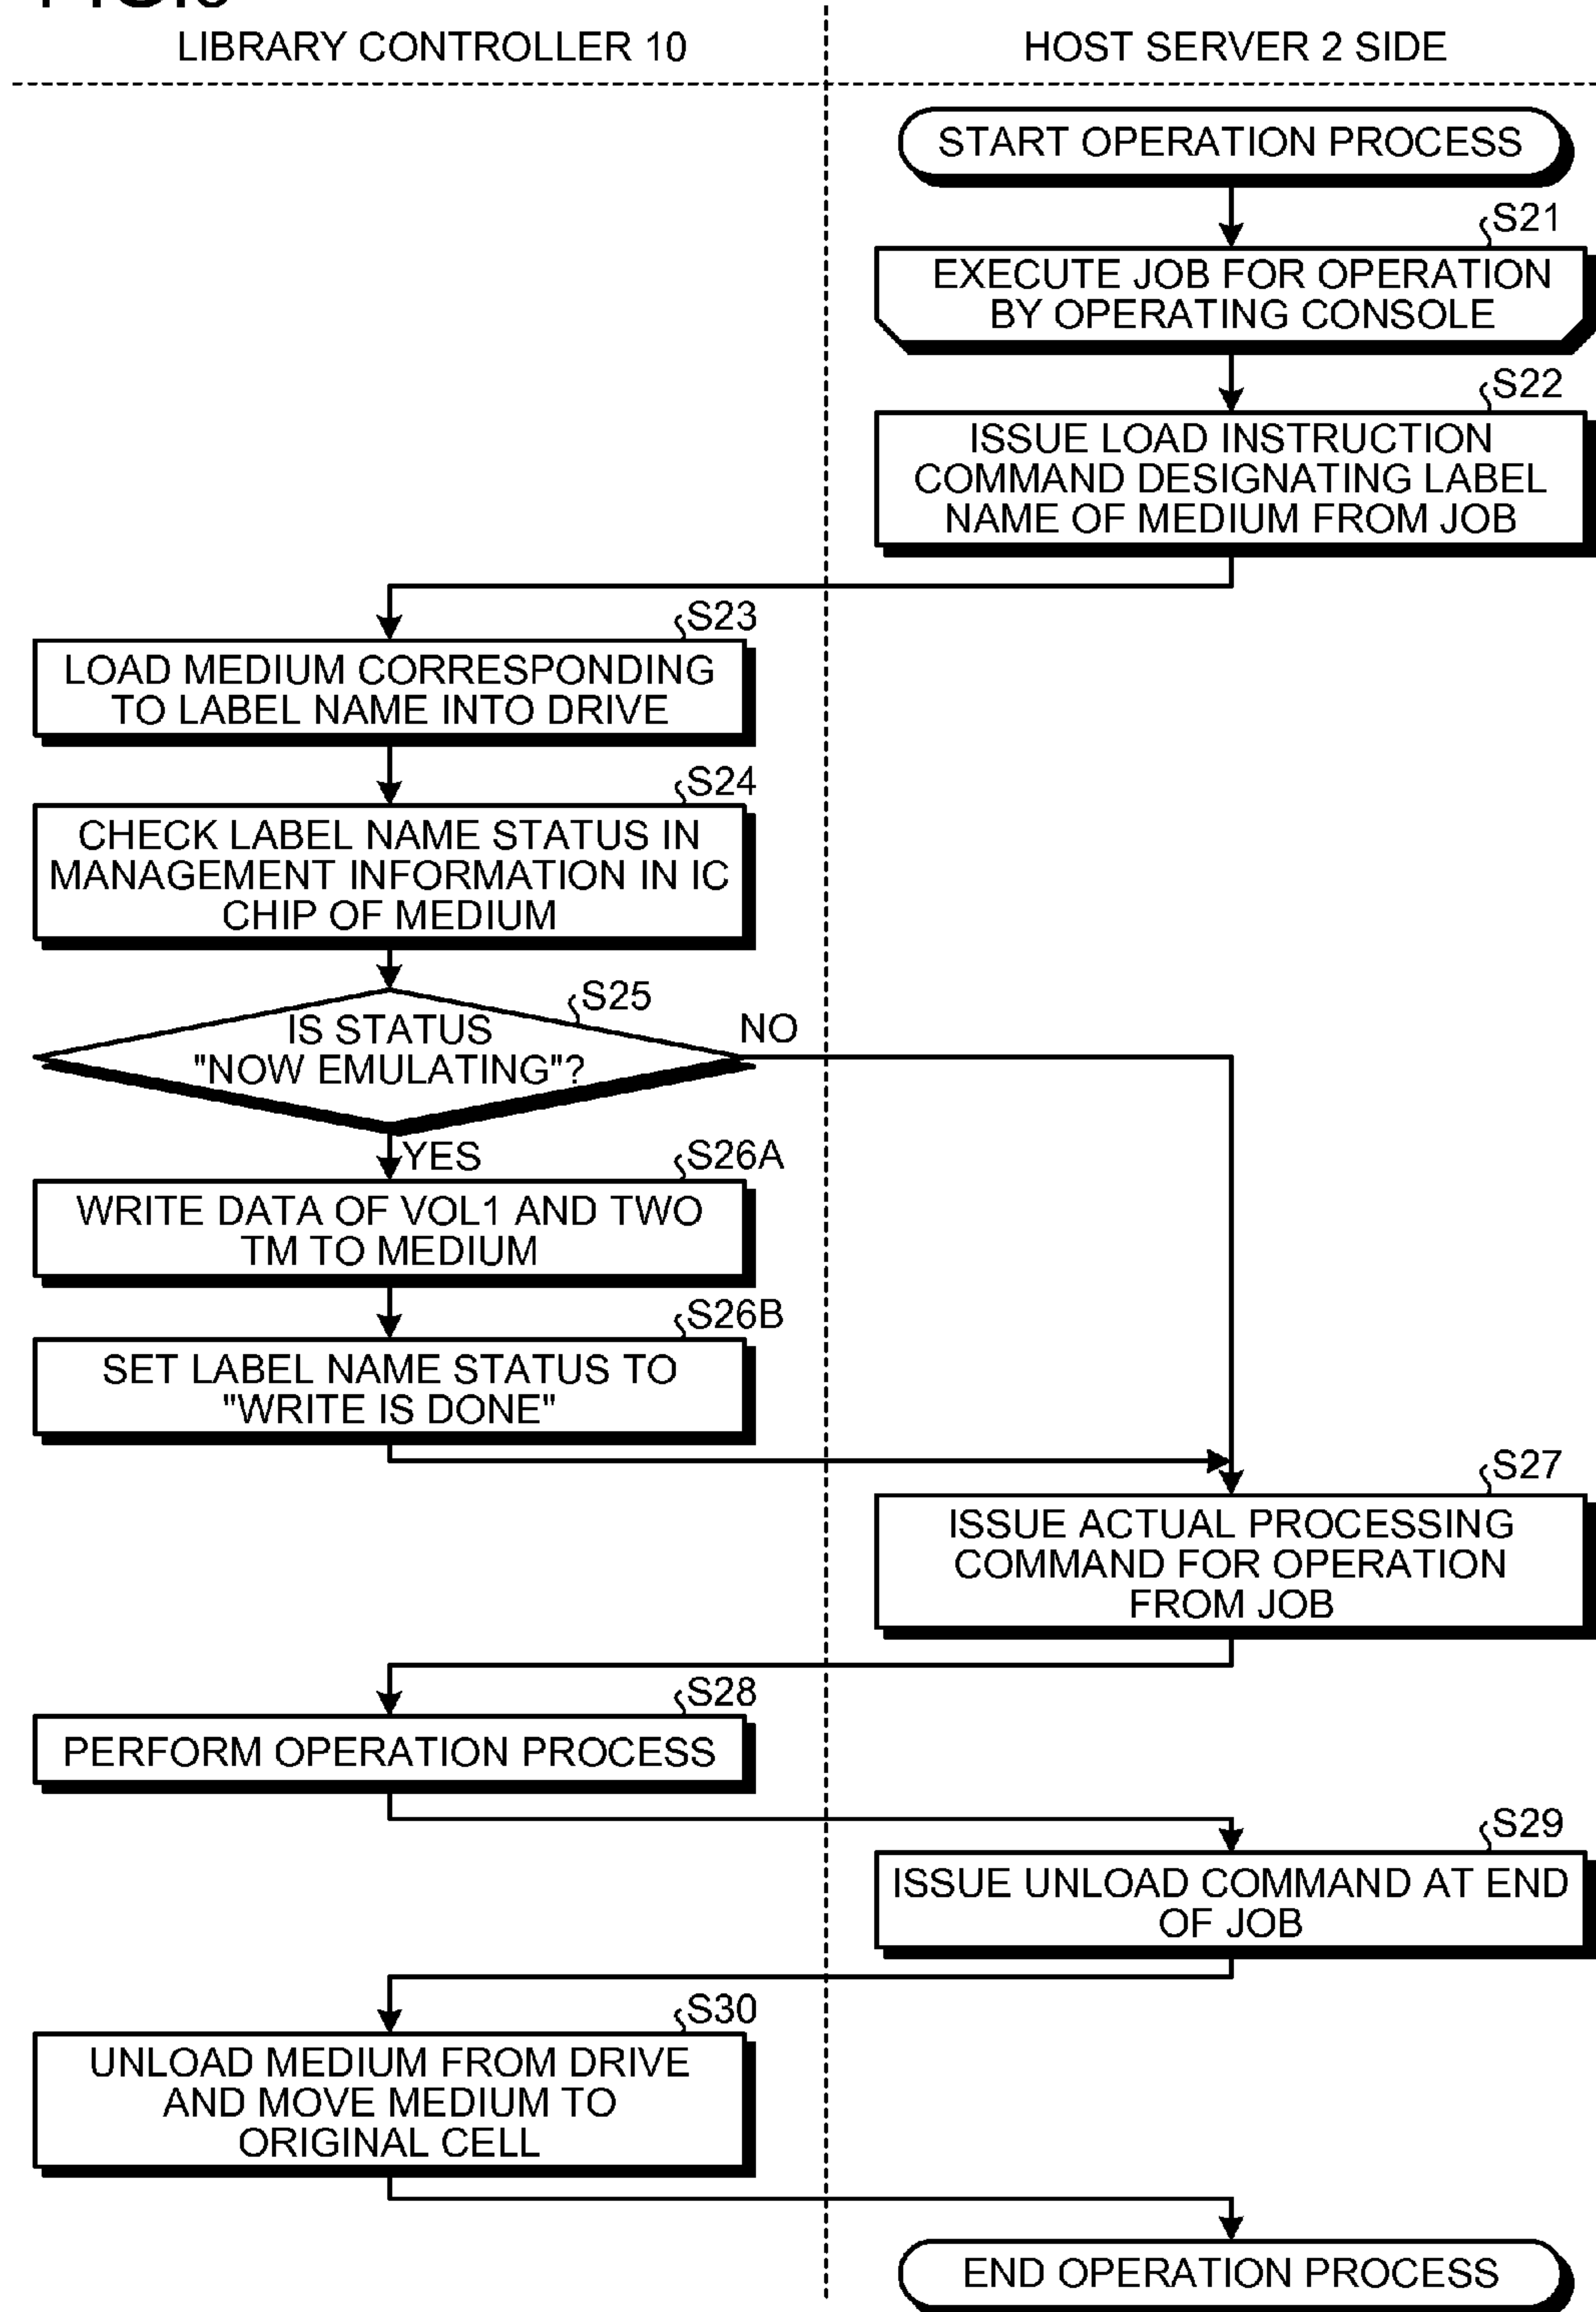 LIBRARY CONTROLLER 10
HOST SERVER 2 SIDE
START OPERATION PROCESS
S21
EXECUTE JOB FOR OPERATION
BY OPERATING CONSOLE
S22
ISSUE LOAD INSTRUCTION
COMMAND DESIGNATING LABEL
NAME OF MEDIUM FROM JOB
S23
LOAD MEDIUM CORRESPONDING
TO LABEL NAME INTO DRIVE
S24
CHECK LABEL NAME STATUS IN
MANAGEMENT INFORMATION IN IC
CHIP OF MEDIUM
S25
IS STATUS
"NOW EMULATING"?
NO
YES
S26A
WRITE DATA OF VOL1 AND TWO
TM TO MEDIUM
S26B
SET LABEL NAME STATUS TO
"WRITE IS DONE"
S27
ISSUE ACTUAL PROCESSING
COMMAND FOR OPERATION
FROM JOB
S28
PERFORM OPERATION PROCESS
S29
ISSUE UNLOAD COMMAND AT END
OF JOB
S30
UNLOAD MEDIUM FROM DRIVE
AND MOVE MEDIUM TO
ORIGINAL CELL
END OPERATION PROCESS